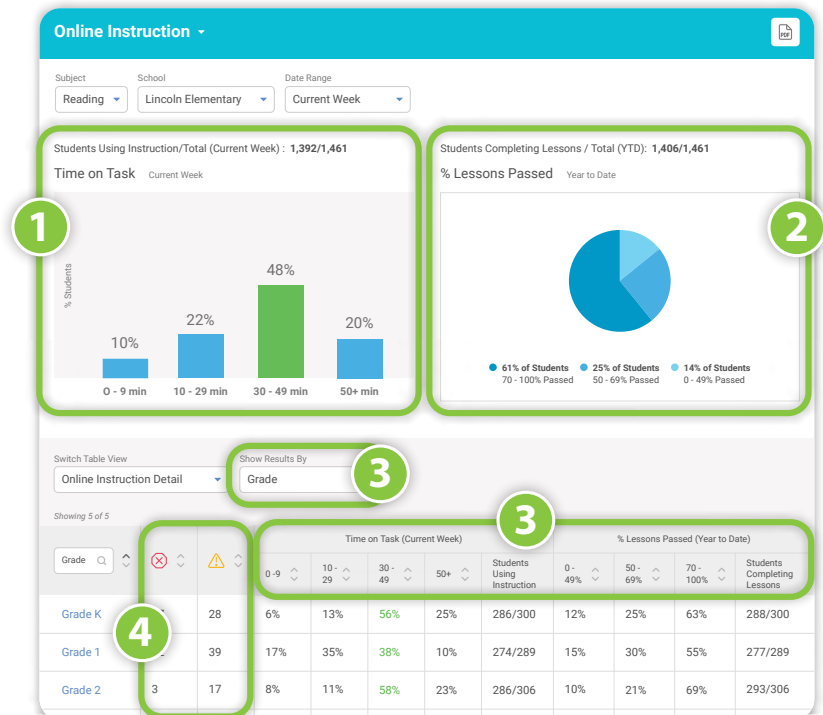 Online Instruction
PDF
Subject
School
Date Range
Reading
Lincoln Elementary
Current Week
Students Using Instruction/Total (Current Week) : 1,392/1,461
Time on Task Current Week
1
% Students
10%
22%
48%
20%
O - 9 min
10 - 29 min
30 - 49 min
50+ min
Students Completing Lessons / Total (YTD): 1,406/1,461
% Lessons Passed Year to Date
2
61% of Students
70 - 100% Passed
25% of Students
50 - 69% Passed
14% of Students
0 - 49% Passed
Switch Table View
Show Results By
Online Instruction Detail
Grade
3
Showing 5 of 5
3
Time on Task (Current Week)
% Lessons Passed (Year to Date)
Grade
0 -9
10 -
29
30 -
49
50+
Students
Using
Instruction
0 -
49%
50 -
69%
70 -
100%
Students
Completing
Lessons
Grade K 28 6% 13% 56% 25% 286/300 12% 25% 63% 288/300
4
Grade 1 39 17% 35% 38% 10% 274/289 15% 30% 55% 277/289
Grade 2 3 17 8% 11% 58% 23% 286/306 10% 21% 69% 293/306